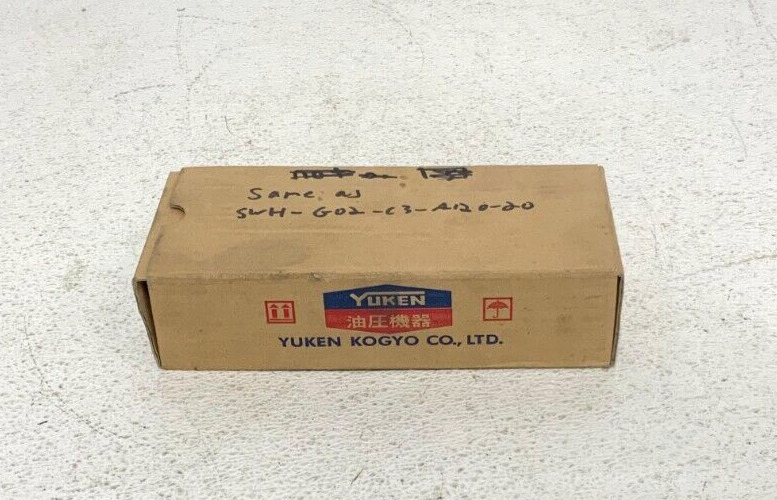 Same as
SWH-G02-C3-A120-20
YUKEN
油圧機器
YUKEN KOGYO CO., LTD.